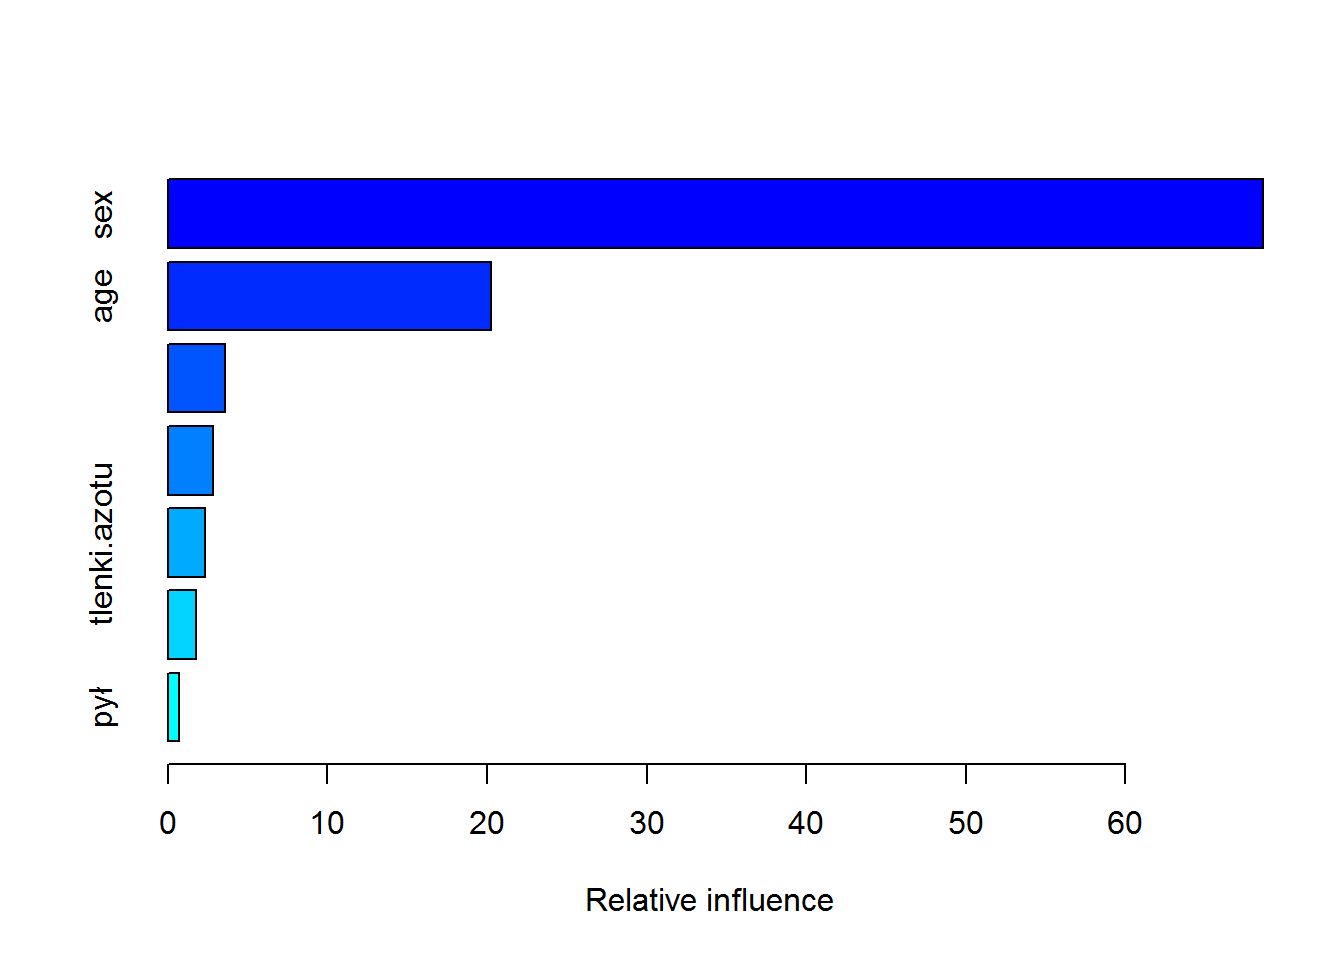 sex
age
tlenki.azotu
pył
0 10 20 30 40 50 60
Relative influence